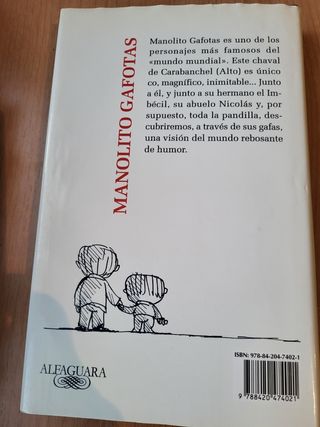 Manolito Gafotas es uno de los
personajes más famosos del
«mundo mundial». Este chaval
de Carabanchel (Alto) es únic
co, magnífico, inimitable... Junto
a él, y junto a su hermano el Im-
bécil, su abuelo Nicolás y, por
supuesto, toda la pandilla, des-
cubriremos, a través de sus gafas,
una visión del mundo rebosante
de humor.
MANOLITO GAFOTAS
ALFAGUARA
ISBN: 978-84-204-7402-1
9 788420 474021